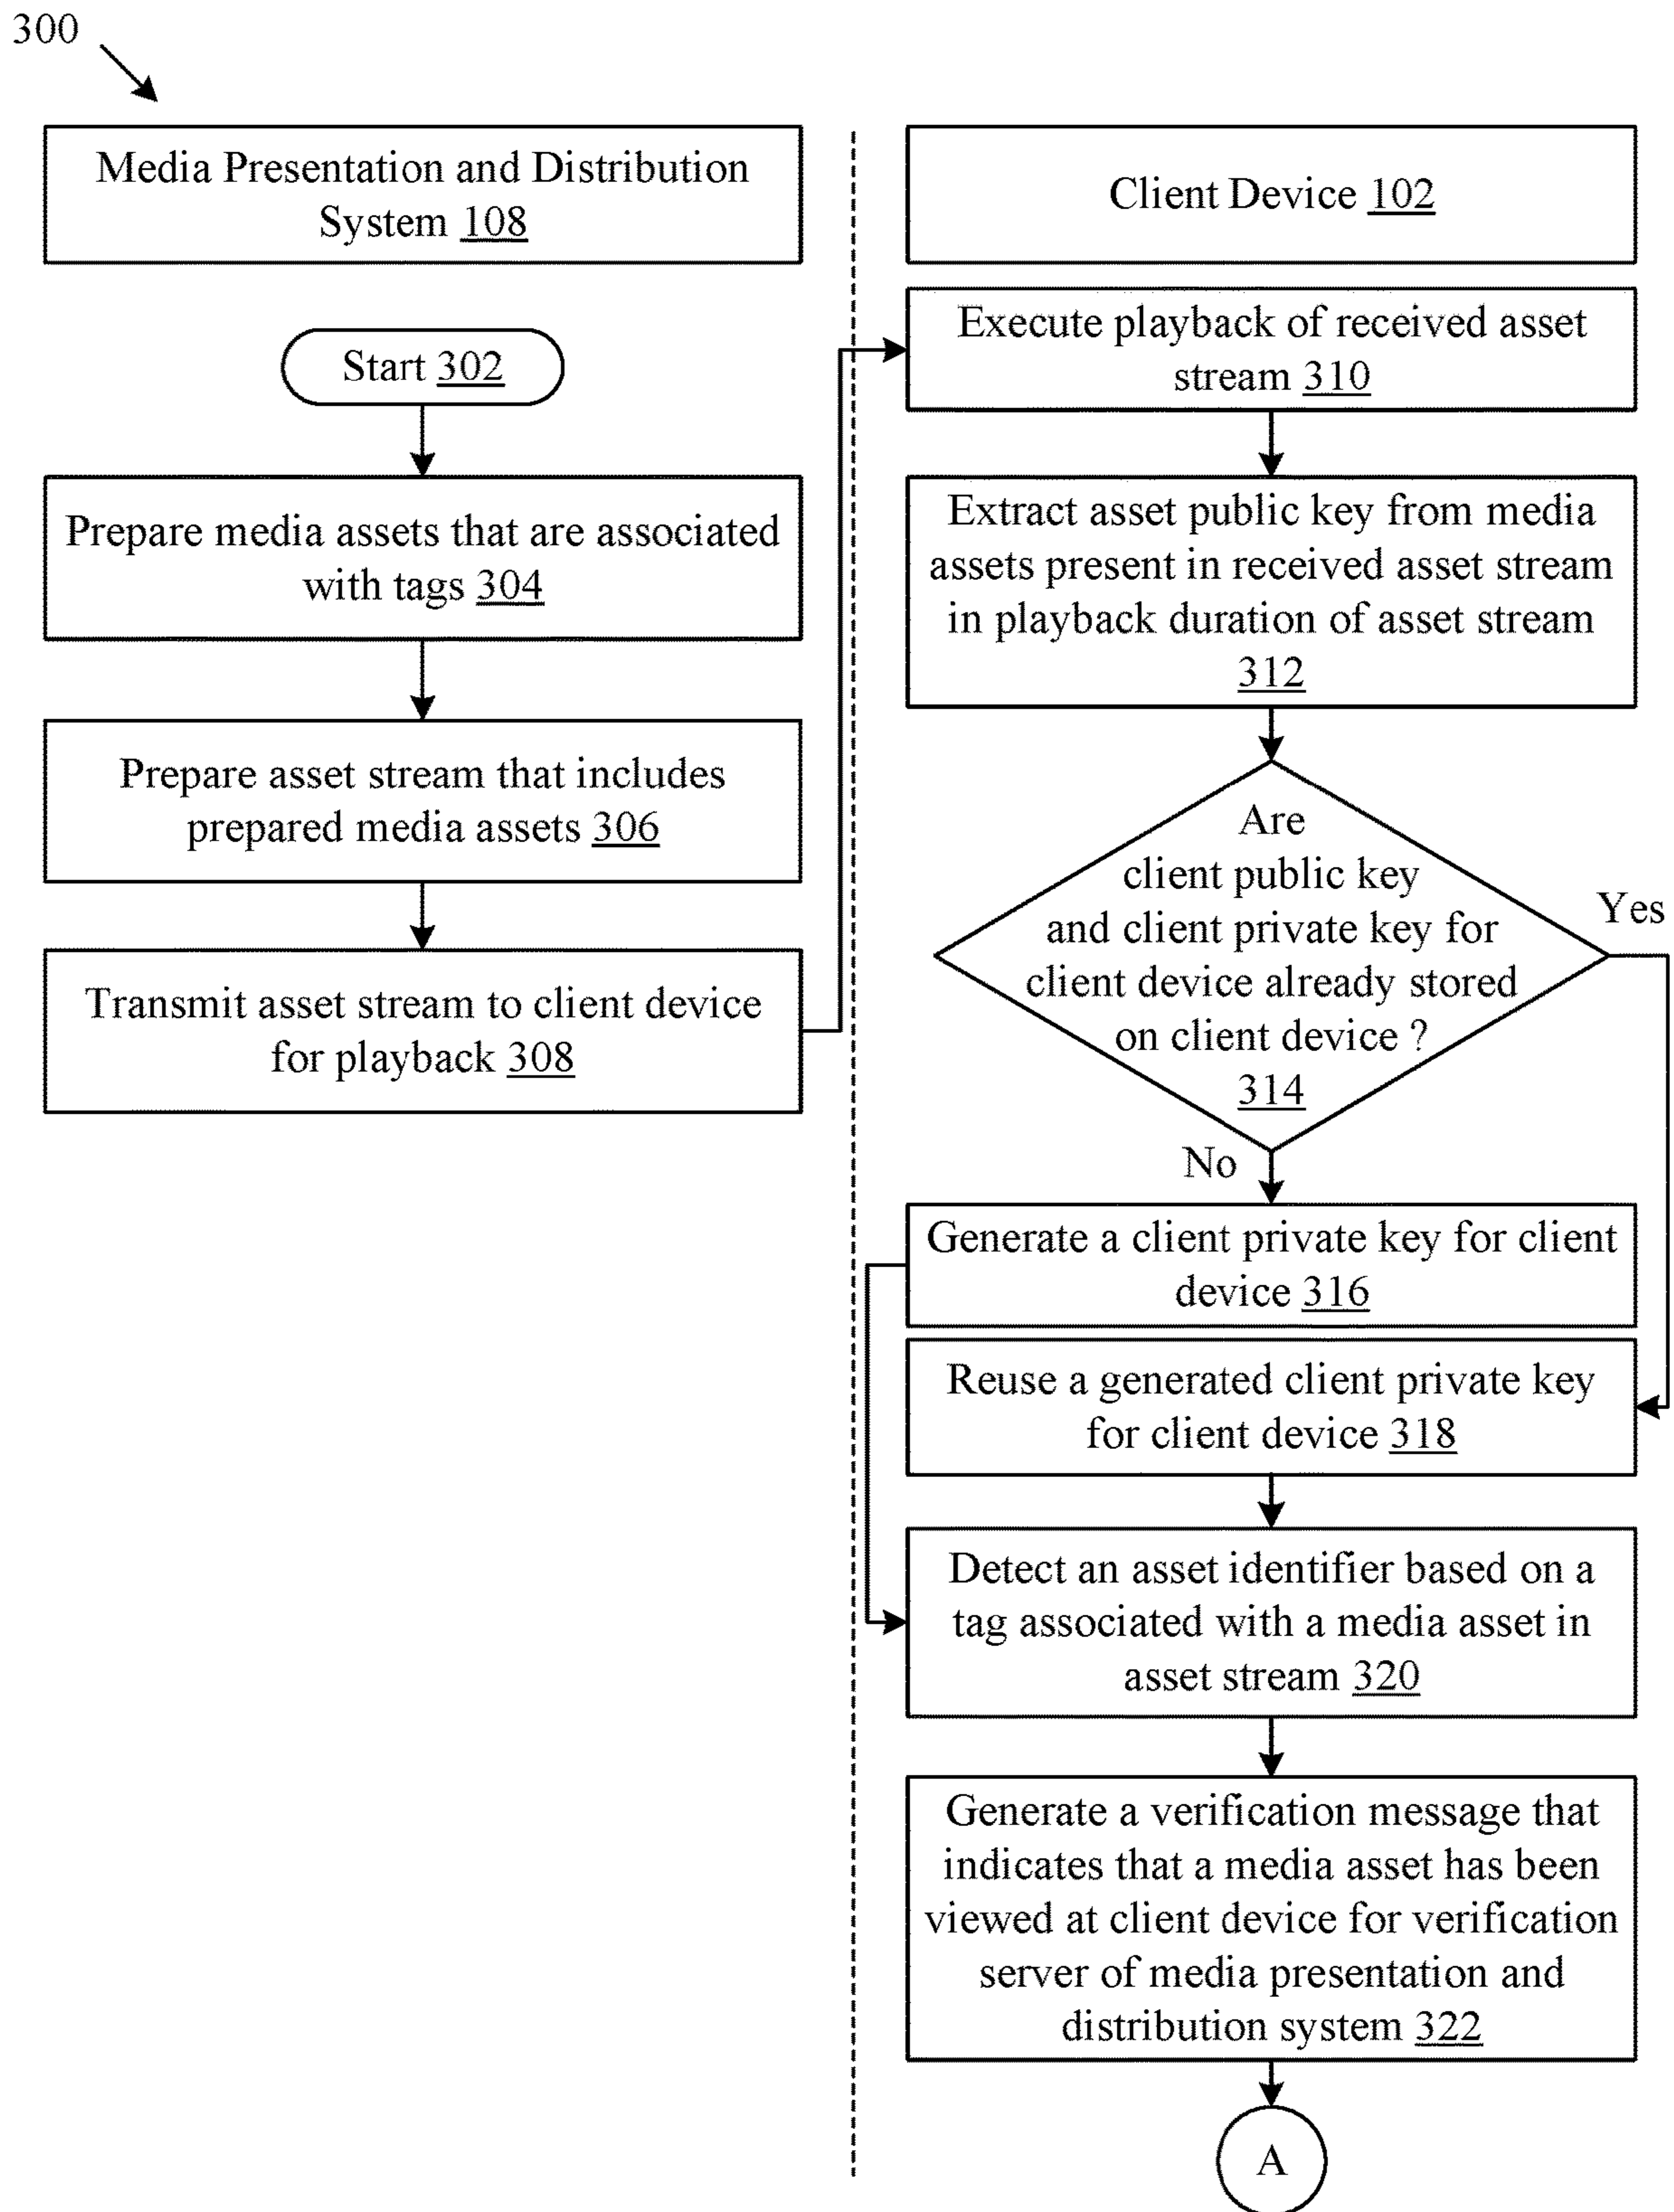 300
Media Presentation and Distribution
System 108
Start 302
Prepare media assets that are associated
with tags 304
Prepare asset stream that includes
prepared media assets 306
Transmit asset stream to client device
for playback 308
Client Device 102
Execute playback of received asset
stream 310
Extract asset public key from media
assets present in received asset stream
in playback duration of asset stream
312
Are
client public key
and client private key for
client device already stored
on client device ?
314
Yes
No
Generate a client private key for client
device 316
Reuse a generated client private key
for client device 318
Detect an asset identifier based on a
tag associated with a media asset in
asset stream 320
Generate a verification message that
indicates that a media asset has been
viewed at client device for verification
server of media presentation and
distribution system 322
A